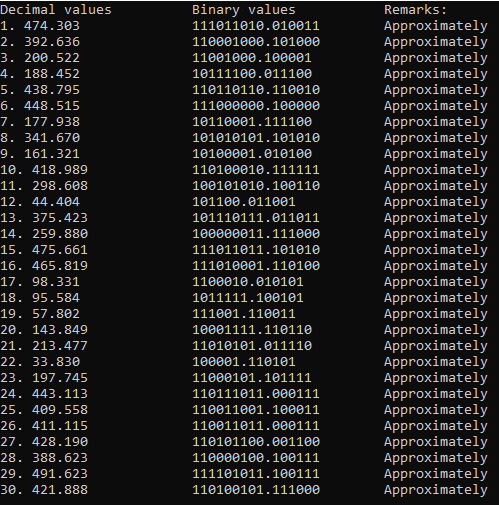 Decimal values Binary values Remarks:
1. 474.303 111011010.010011 Approximately
2. 392.636 110001000.101000 Approximately
3. 200.522 11001000.100001 Approximately
4. 188.452 10111100.011100 Approximately
5. 438.795 110110110.110010 Approximately
6. 448.515 111000000.100000 Approximately
7. 177.938 10110001.111100 Approximately
8. 341.670 101010101.101010 Approximately
9. 161.321 10100001.010100 Approximately
10. 418.989 110100010.111111 Approximately
11. 298.608 100101010.100110 Approximately
12. 44.404 101100.011001 Approximately
13. 375.423 101110111.011011 Approximately
14. 259.880 100000011.111000 Approximately
15. 475.661 111011011.101010 Approximately
16. 465.819 111010001.110100 Approximately
17. 98.331 1100010.010101 Approximately
18. 95.584 1011111.100101 Approximately
19. 57.802 111001.110011 Approximately
20. 143.849 10001111.110110 Approximately
21. 213.477 11010101.011110 Approximately
22. 33.830 100001.110101 Approximately
23. 197.745 11000101.101111 Approximately
24. 443.113 110111011.000111 Approximately
25. 409.558 110011001.100011 Approximately
26. 411.115 110011011.000111 Approximately
27. 428.190 110101100.001100 Approximately
28. 388.623 110000100.100111 Approximately
29. 491.623 111101011.100111 Approximately
30. 421.888 110100101.111000 Approximately